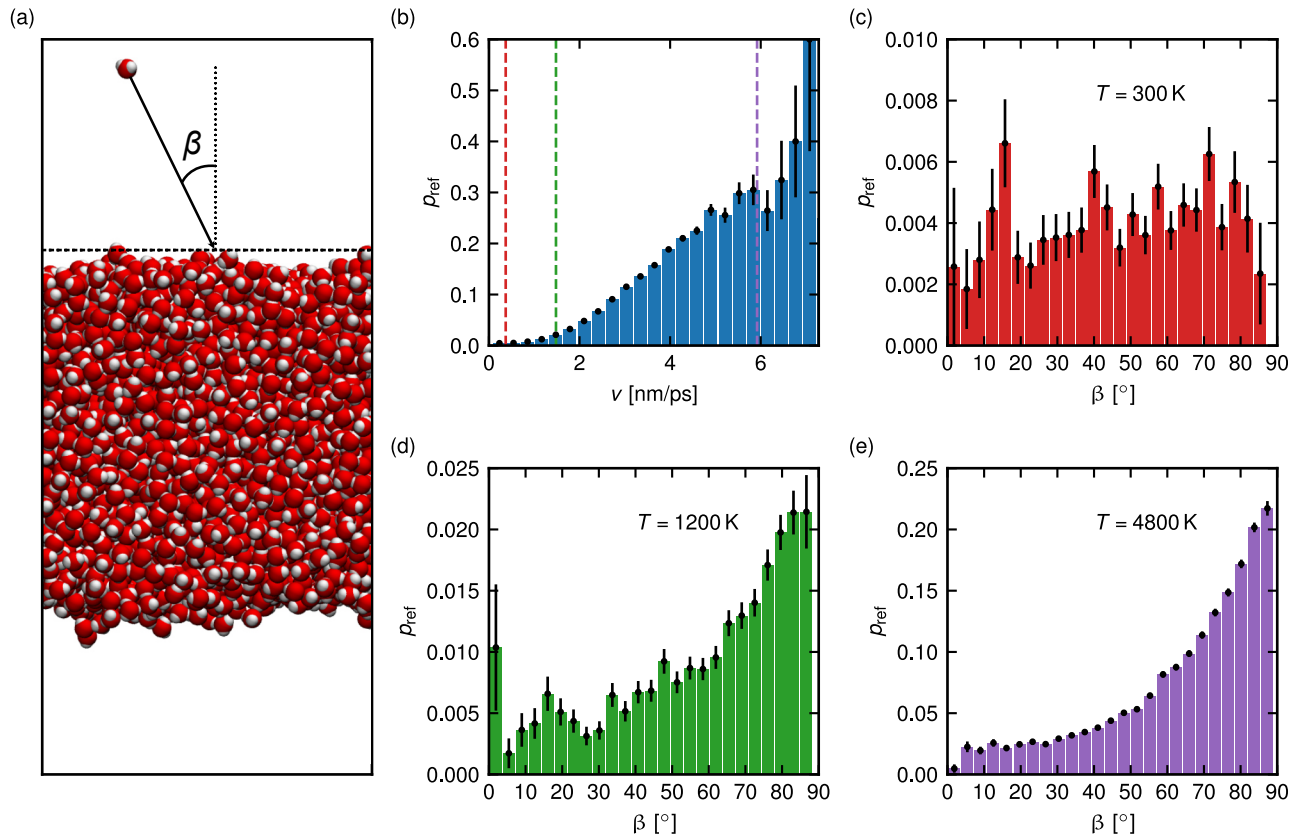 (a)
β
(b)
0.6
0.5
0.4
0.3
0.2
0.1
0.0
p_ref
2
4
6
v [nm/ps]
(c)
0.010
0.008
0.006
0.004
0.002
0.000
p_ref
T = 300 K
0 10 20 30 40 50 60 70 80 90
β [°]
(d)
0.025
0.020
0.015
0.010
0.005
0.000
p_ref
T = 1200 K
0 10 20 30 40 50 60 70 80 90
β [°]
(e)
0.25
0.20
0.15
0.10
0.05
0.00
p_ref
T = 4800 K
0 10 20 30 40 50 60 70 80 90
β [°]